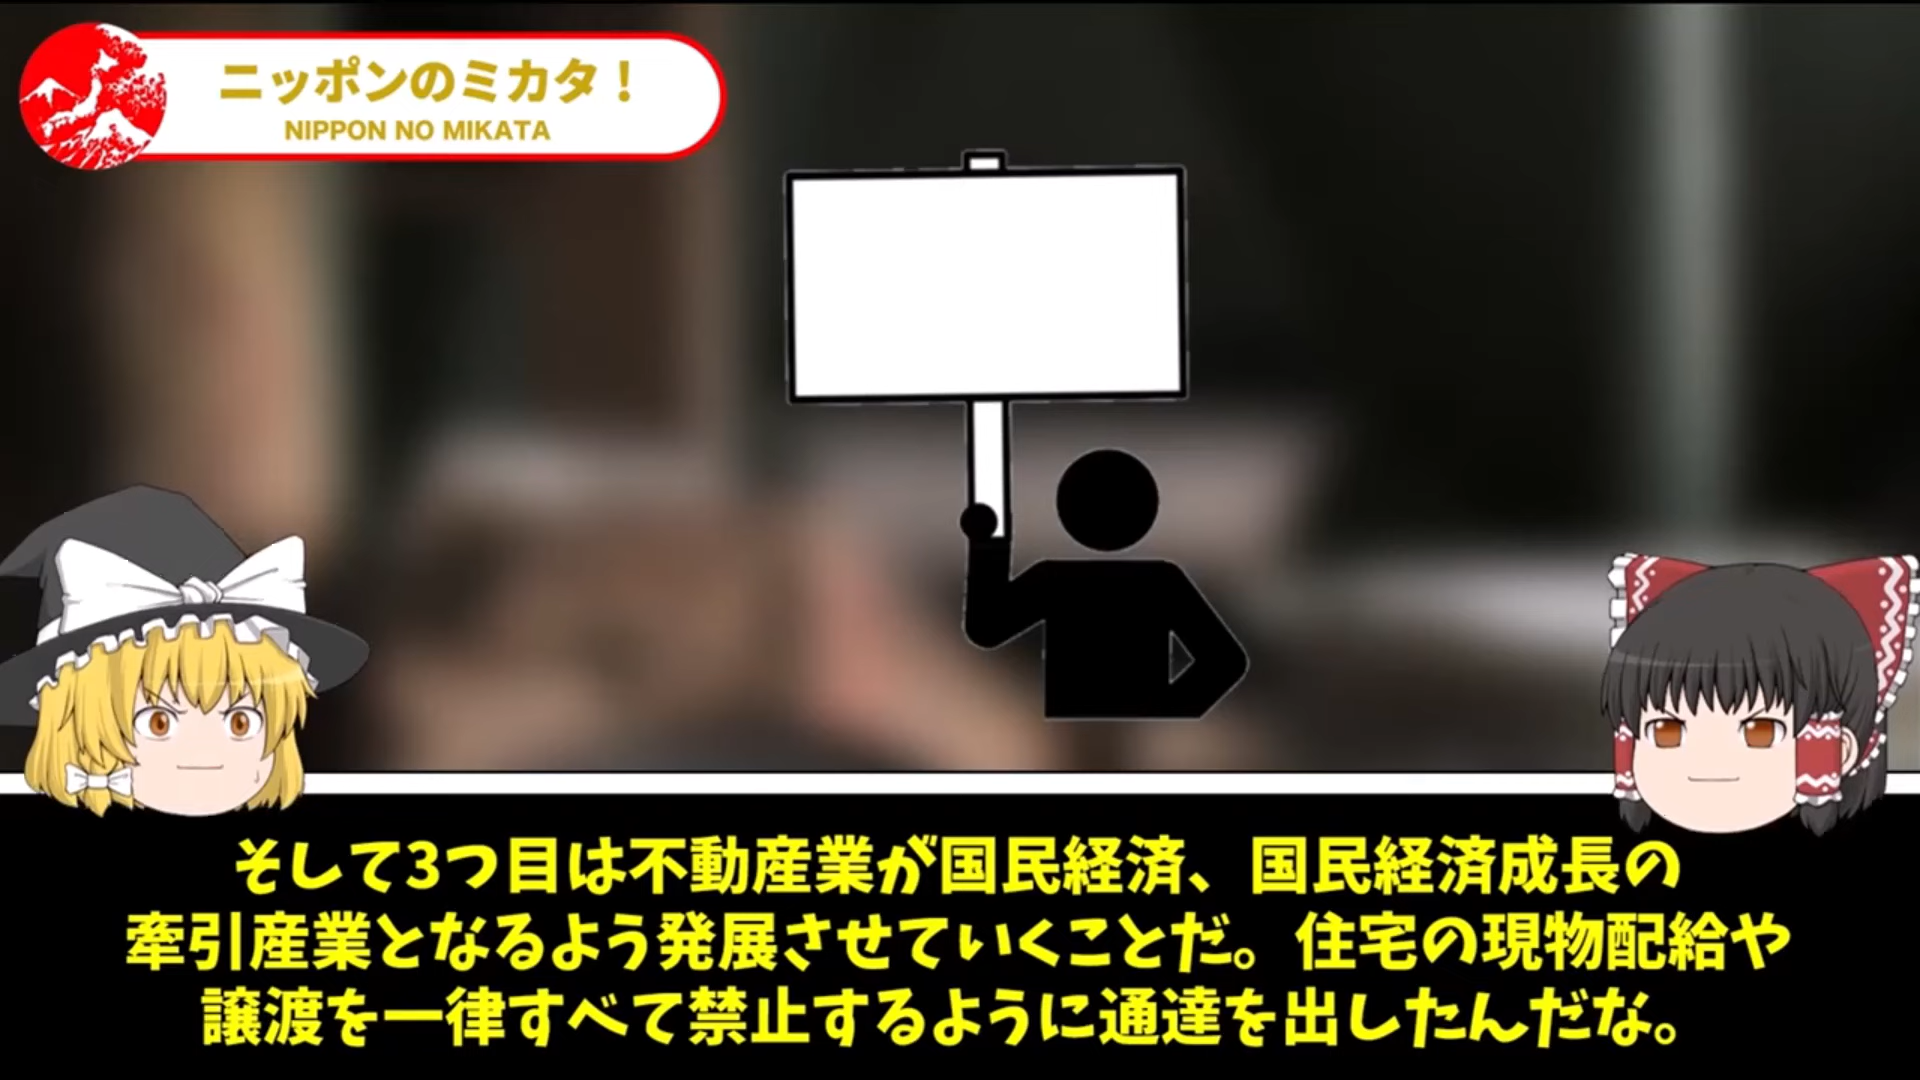 ニッポンのミカタ!
NIPPON NO MIKATA
そして3つ目は不動産業が国民経済、国民経済成長の
牽引産業となるよう発展させていくことだ。住宅の現物配給や
譲渡を一律すべて禁止するように通達を出したんだな。